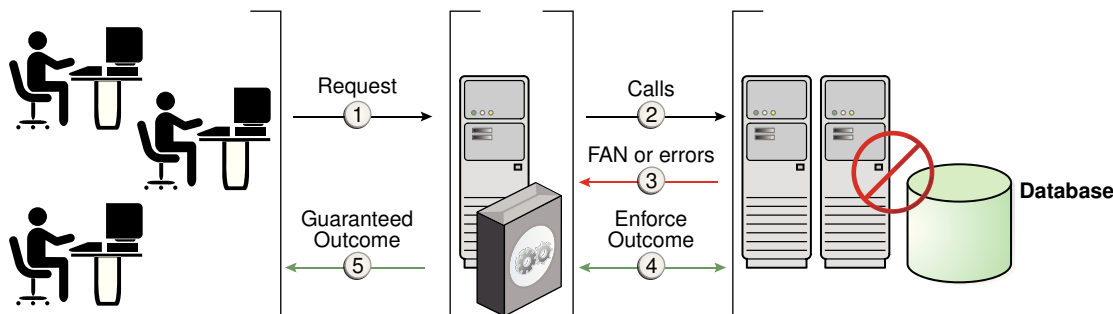 Request
1
Calls
2
FAN or errors
3
Database
Guaranteed
Outcome
5
Enforce
Outcome
4